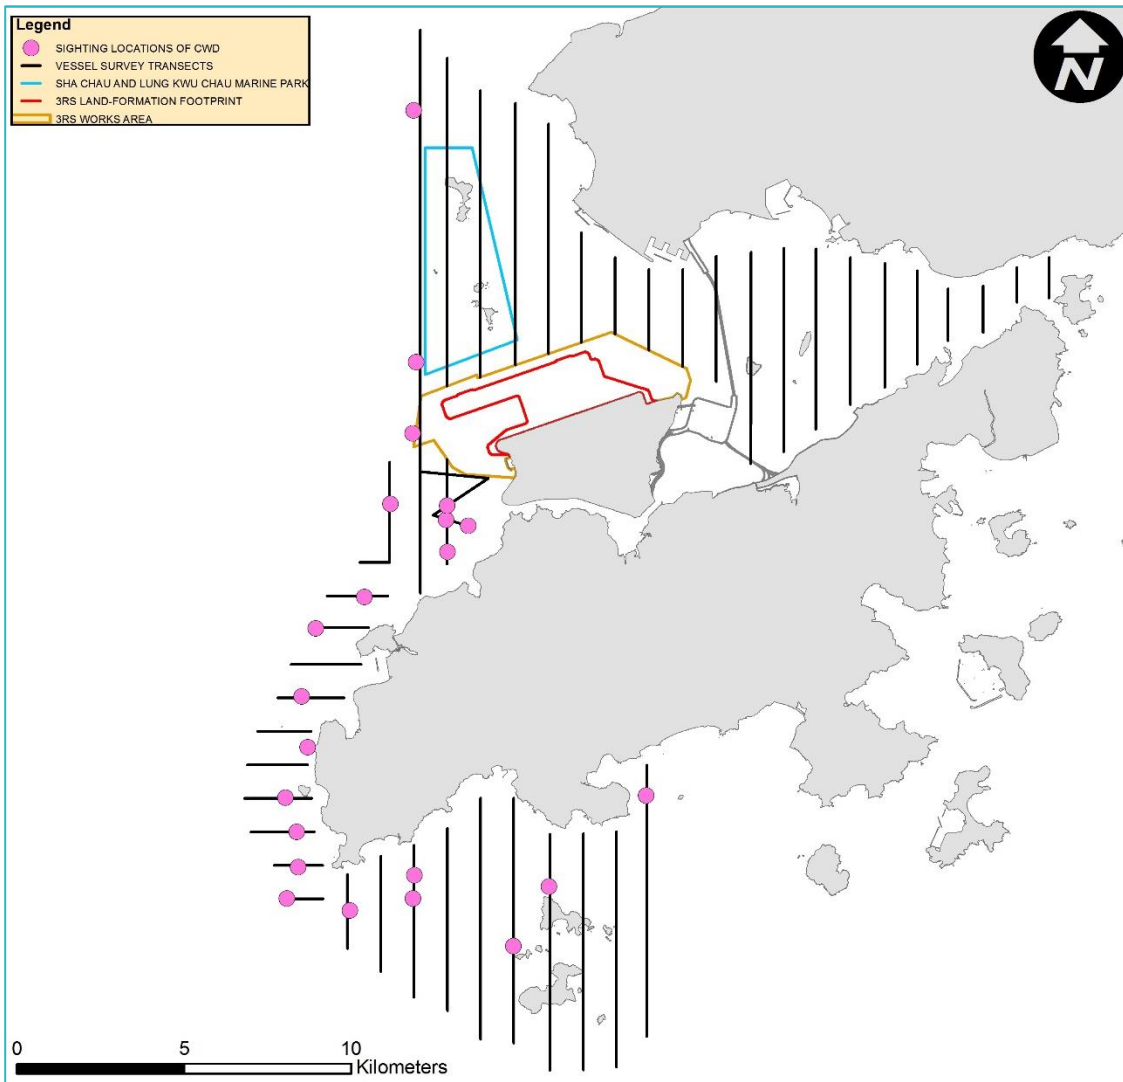 Legend
SIGHTING LOCATIONS OF CWD
VESSEL SURVEY TRANSECTS
SHA CHAU AND LUNG KWU CHAU MARINE PARK
3RS LAND-FORMATION FOOTPRINT
3RS WORKS AREA
N
0 5 10
Kilometers